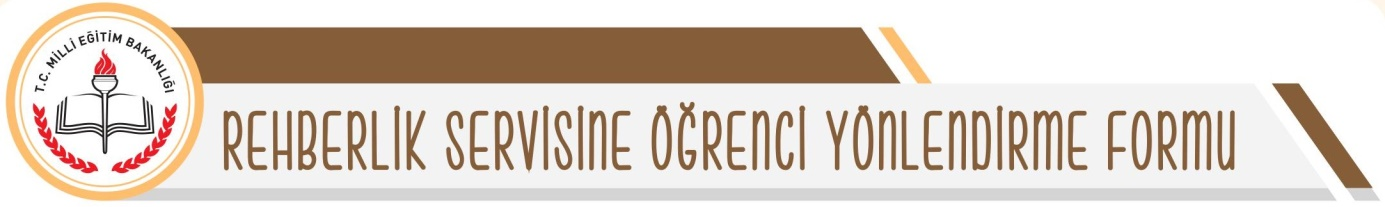 T.C. MİLLİ EĞİTİM BAKANLIĞI
REHBERLİK SERVİSİNE ÖĞRENCİ YÖNLENDİRME FORMU